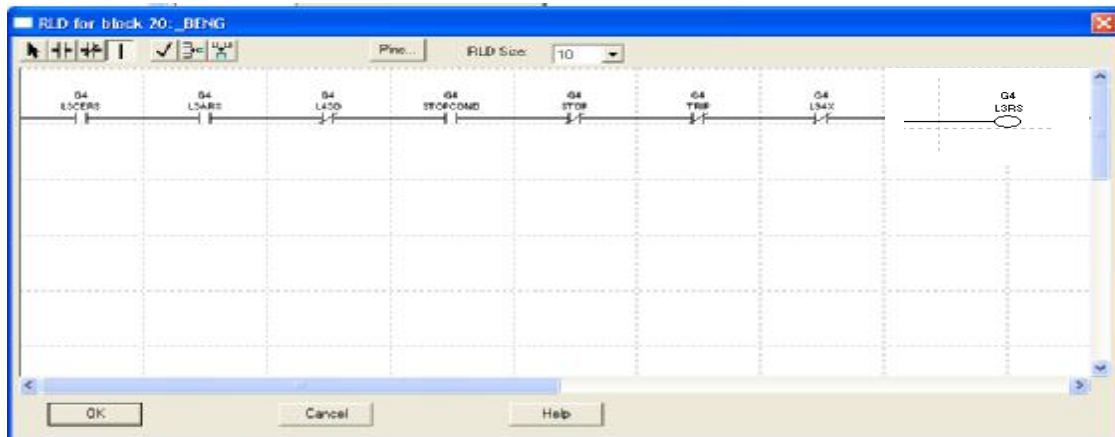 RLD for block 20:_BENG
Pins... RLD Size: 10
G4 G4 G4 G4 G4 G4 G4 G4
L3CERS L3ARS L43O STOPCOND STOP TRIP L94X L3RS
OK Cancel Help